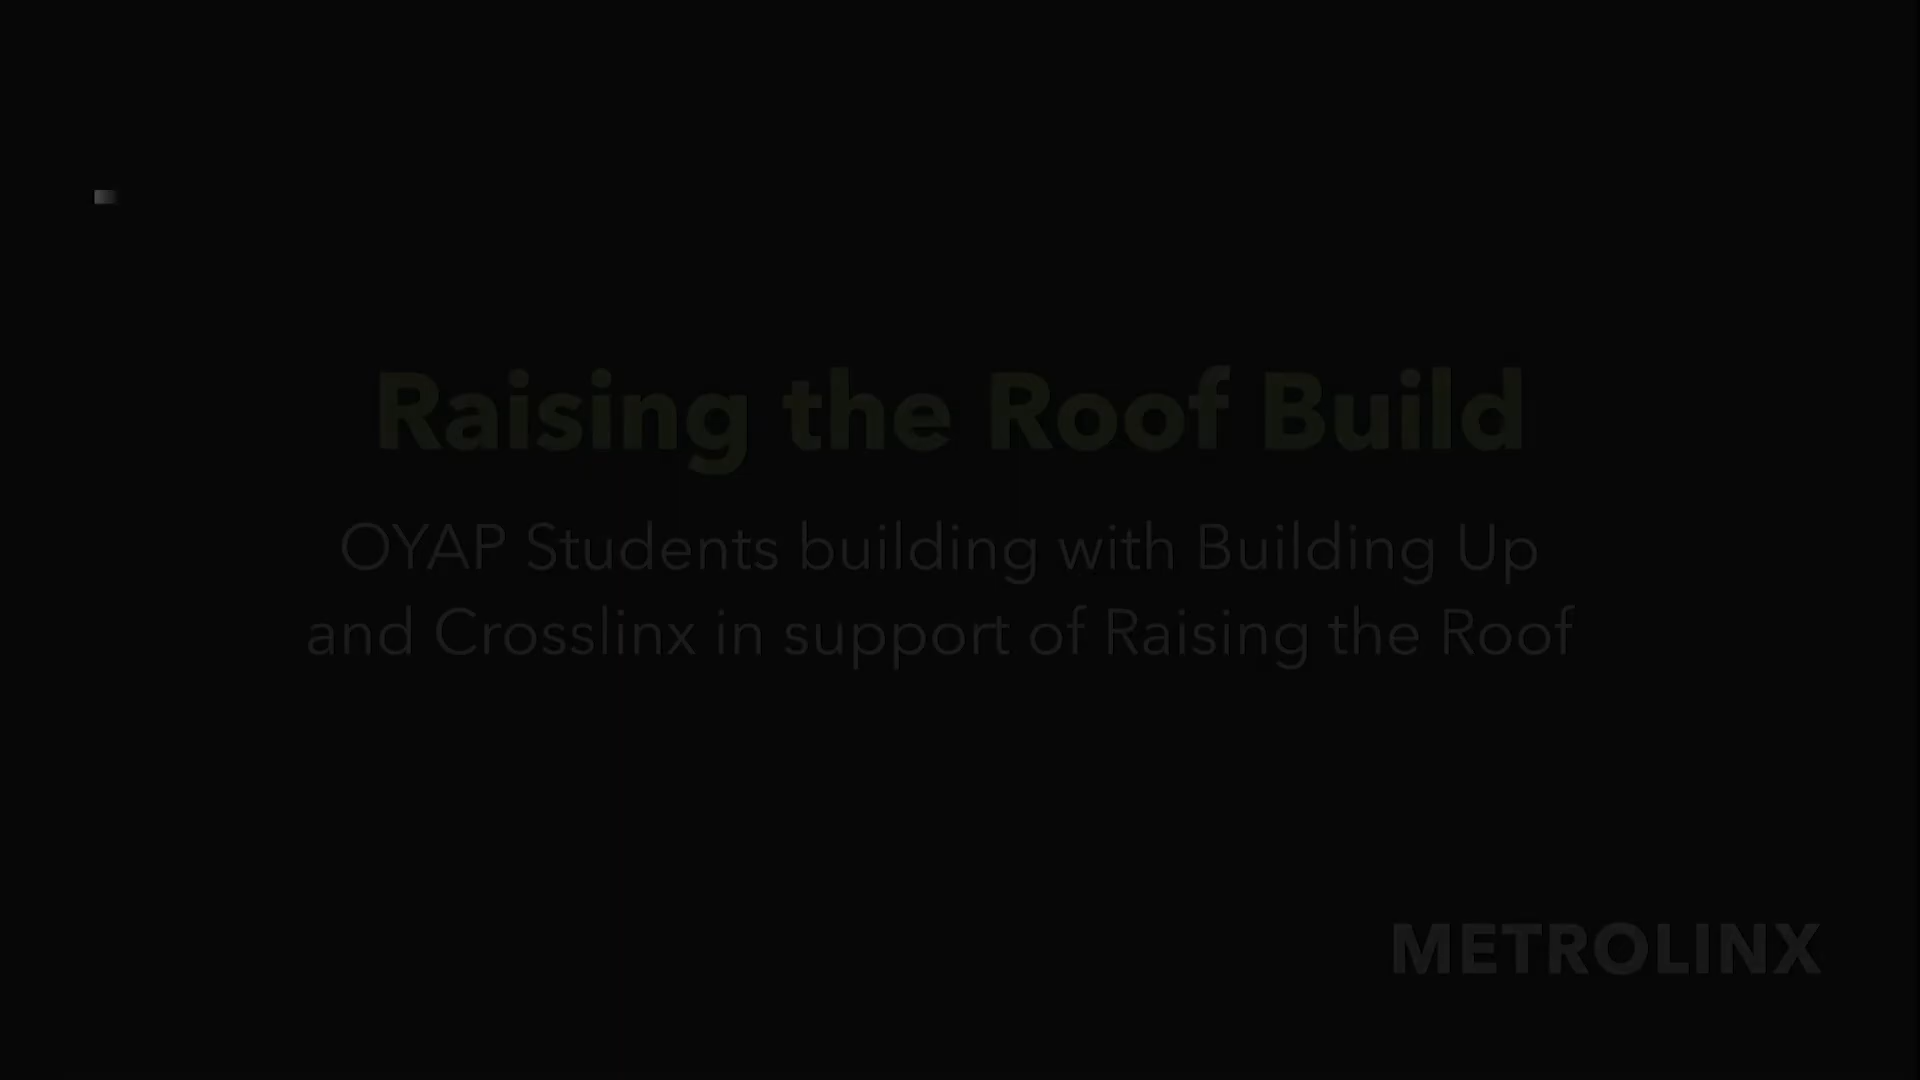 Raising the Roof Build
OYAP Students building with Building Up
and Crosslinx in support of Raising the Roof
METROLINX